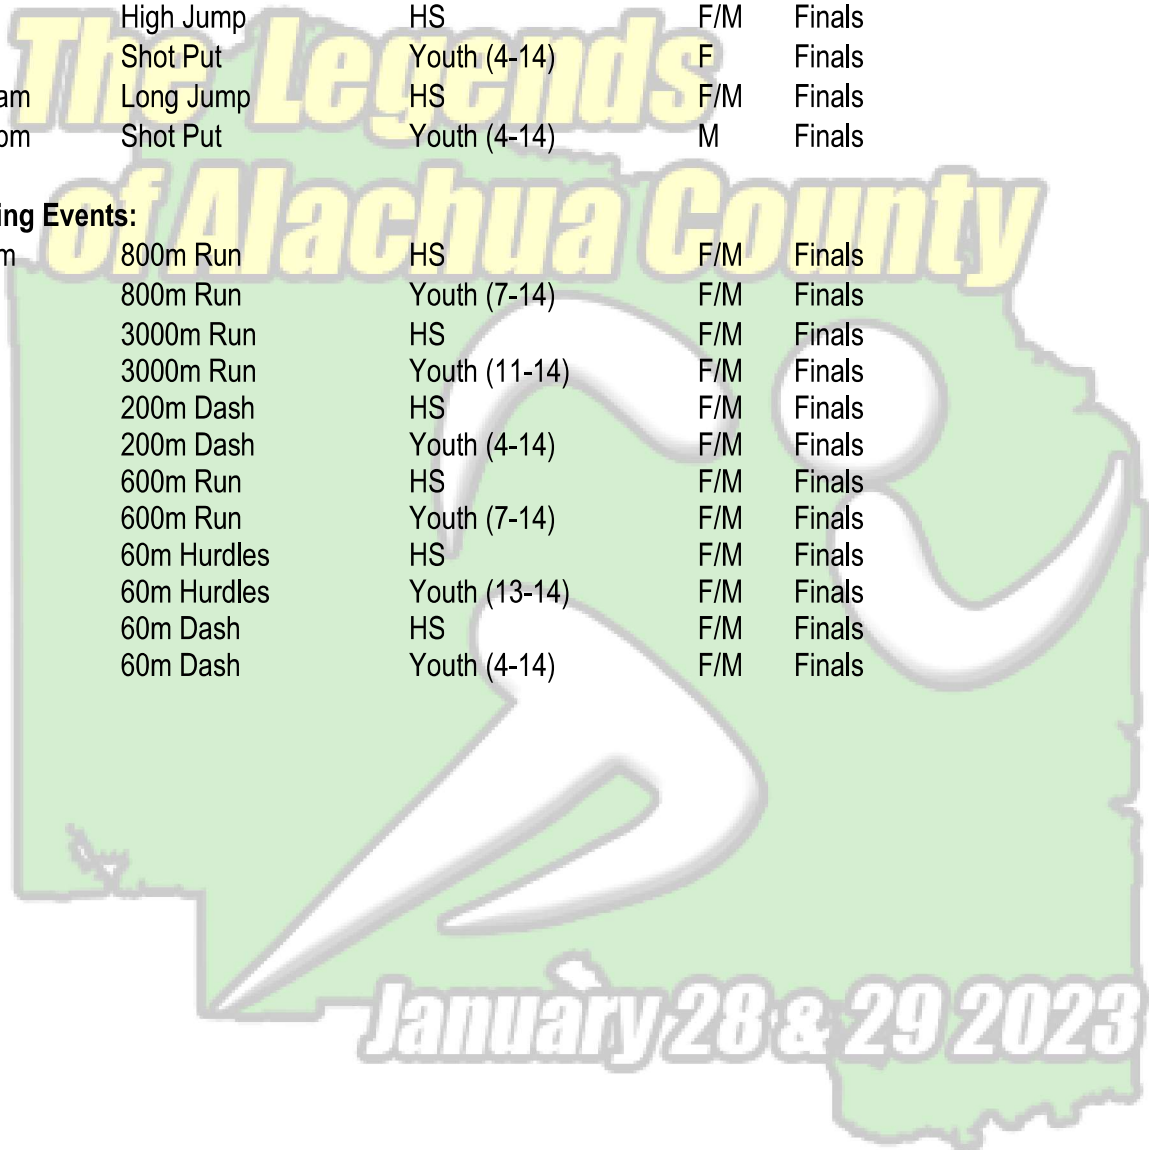 The Legends
of Alachua County
High Jump HS F/M Finals
Shot Put Youth (4-14) F Finals
am Long Jump HS F/M Finals
pm Shot Put Youth (4-14) M Finals
ing Events:
m 800m Run HS F/M Finals
800m Run Youth (7-14) F/M Finals
3000m Run HS F/M Finals
3000m Run Youth (11-14) F/M Finals
200m Dash HS F/M Finals
200m Dash Youth (4-14) F/M Finals
600m Run HS F/M Finals
600m Run Youth (7-14) F/M Finals
60m Hurdles HS F/M Finals
60m Hurdles Youth (13-14) F/M Finals
60m Dash HS F/M Finals
60m Dash Youth (4-14) F/M Finals
January 28 & 29 2023